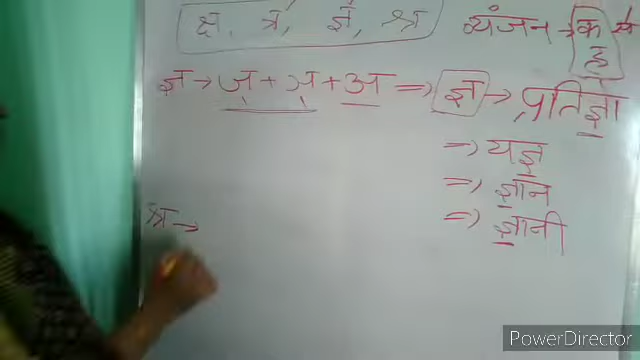 क्ष, त्र, ज्ञ, श्र
व्यंजन → क से
ह
ज्ञ → ज् + ञ् + अ => ज्ञ → प्रतिज्ञा
=> यज्ञ
=> ज्ञान
=> ज्ञानी
श्र →
PowerDirector